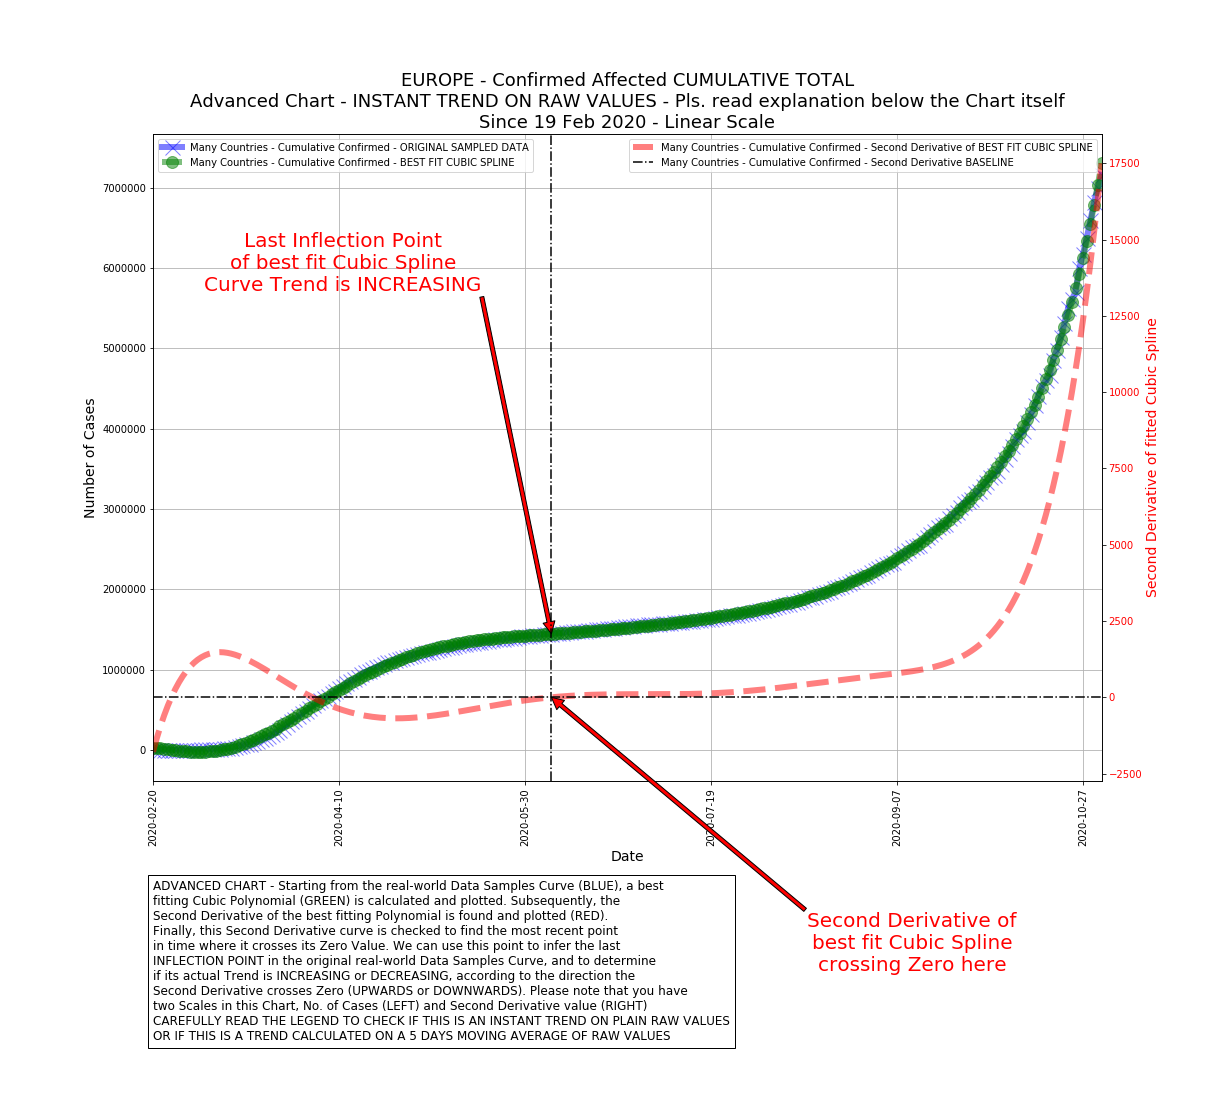 EUROPE - Confirmed Affected CUMULATIVE TOTAL
Advanced Chart - INSTANT TREND ON RAW VALUES - Pls. read explanation below the Chart itself
Since 19 Feb 2020 - Linear Scale
Many Countries - Cumulative Confirmed - ORIGINAL SAMPLED DATA
Many Countries - Cumulative Confirmed - BEST FIT CUBIC SPLINE
Many Countries - Cumulative Confirmed - Second Derivative of BEST FIT CUBIC SPLINE
Many Countries - Cumulative Confirmed - Second Derivative BASELINE
Last Inflection Point
of best fit Cubic Spline
Curve Trend is INCREASING
Number of Cases
7000000
6000000
5000000
4000000
3000000
2000000
1000000
0
17500
15000
12500
10000
7500
5000
2500
0
−2500
Second Derivative of fitted Cubic Spline
2020-02-20
2020-04-10
2020-05-30
2020-07-19
2020-09-07
2020-10-27
Date
ADVANCED CHART - Starting from the real-world Data Samples Curve (BLUE), a best
fitting Cubic Polynomial (GREEN) is calculated and plotted. Subsequently, the
Second Derivative of the best fitting Polynomial is found and plotted (RED).
Finally, this Second Derivative curve is checked to find the most recent point
in time where it crosses its Zero Value. We can use this point to infer the last
INFLECTION POINT in the original real-world Data Samples Curve, and to determine
if its actual Trend is INCREASING or DECREASING, according to the direction the
Second Derivative crosses Zero (UPWARDS or DOWNWARDS). Please note that you have
two Scales in this Chart, No. of Cases (LEFT) and Second Derivative value (RIGHT)
CAREFULLY READ THE LEGEND TO CHECK IF THIS IS AN INSTANT TREND ON PLAIN RAW VALUES
OR IF THIS IS A TREND CALCULATED ON A 5 DAYS MOVING AVERAGE OF RAW VALUES
Second Derivative of
best fit Cubic Spline
crossing Zero here